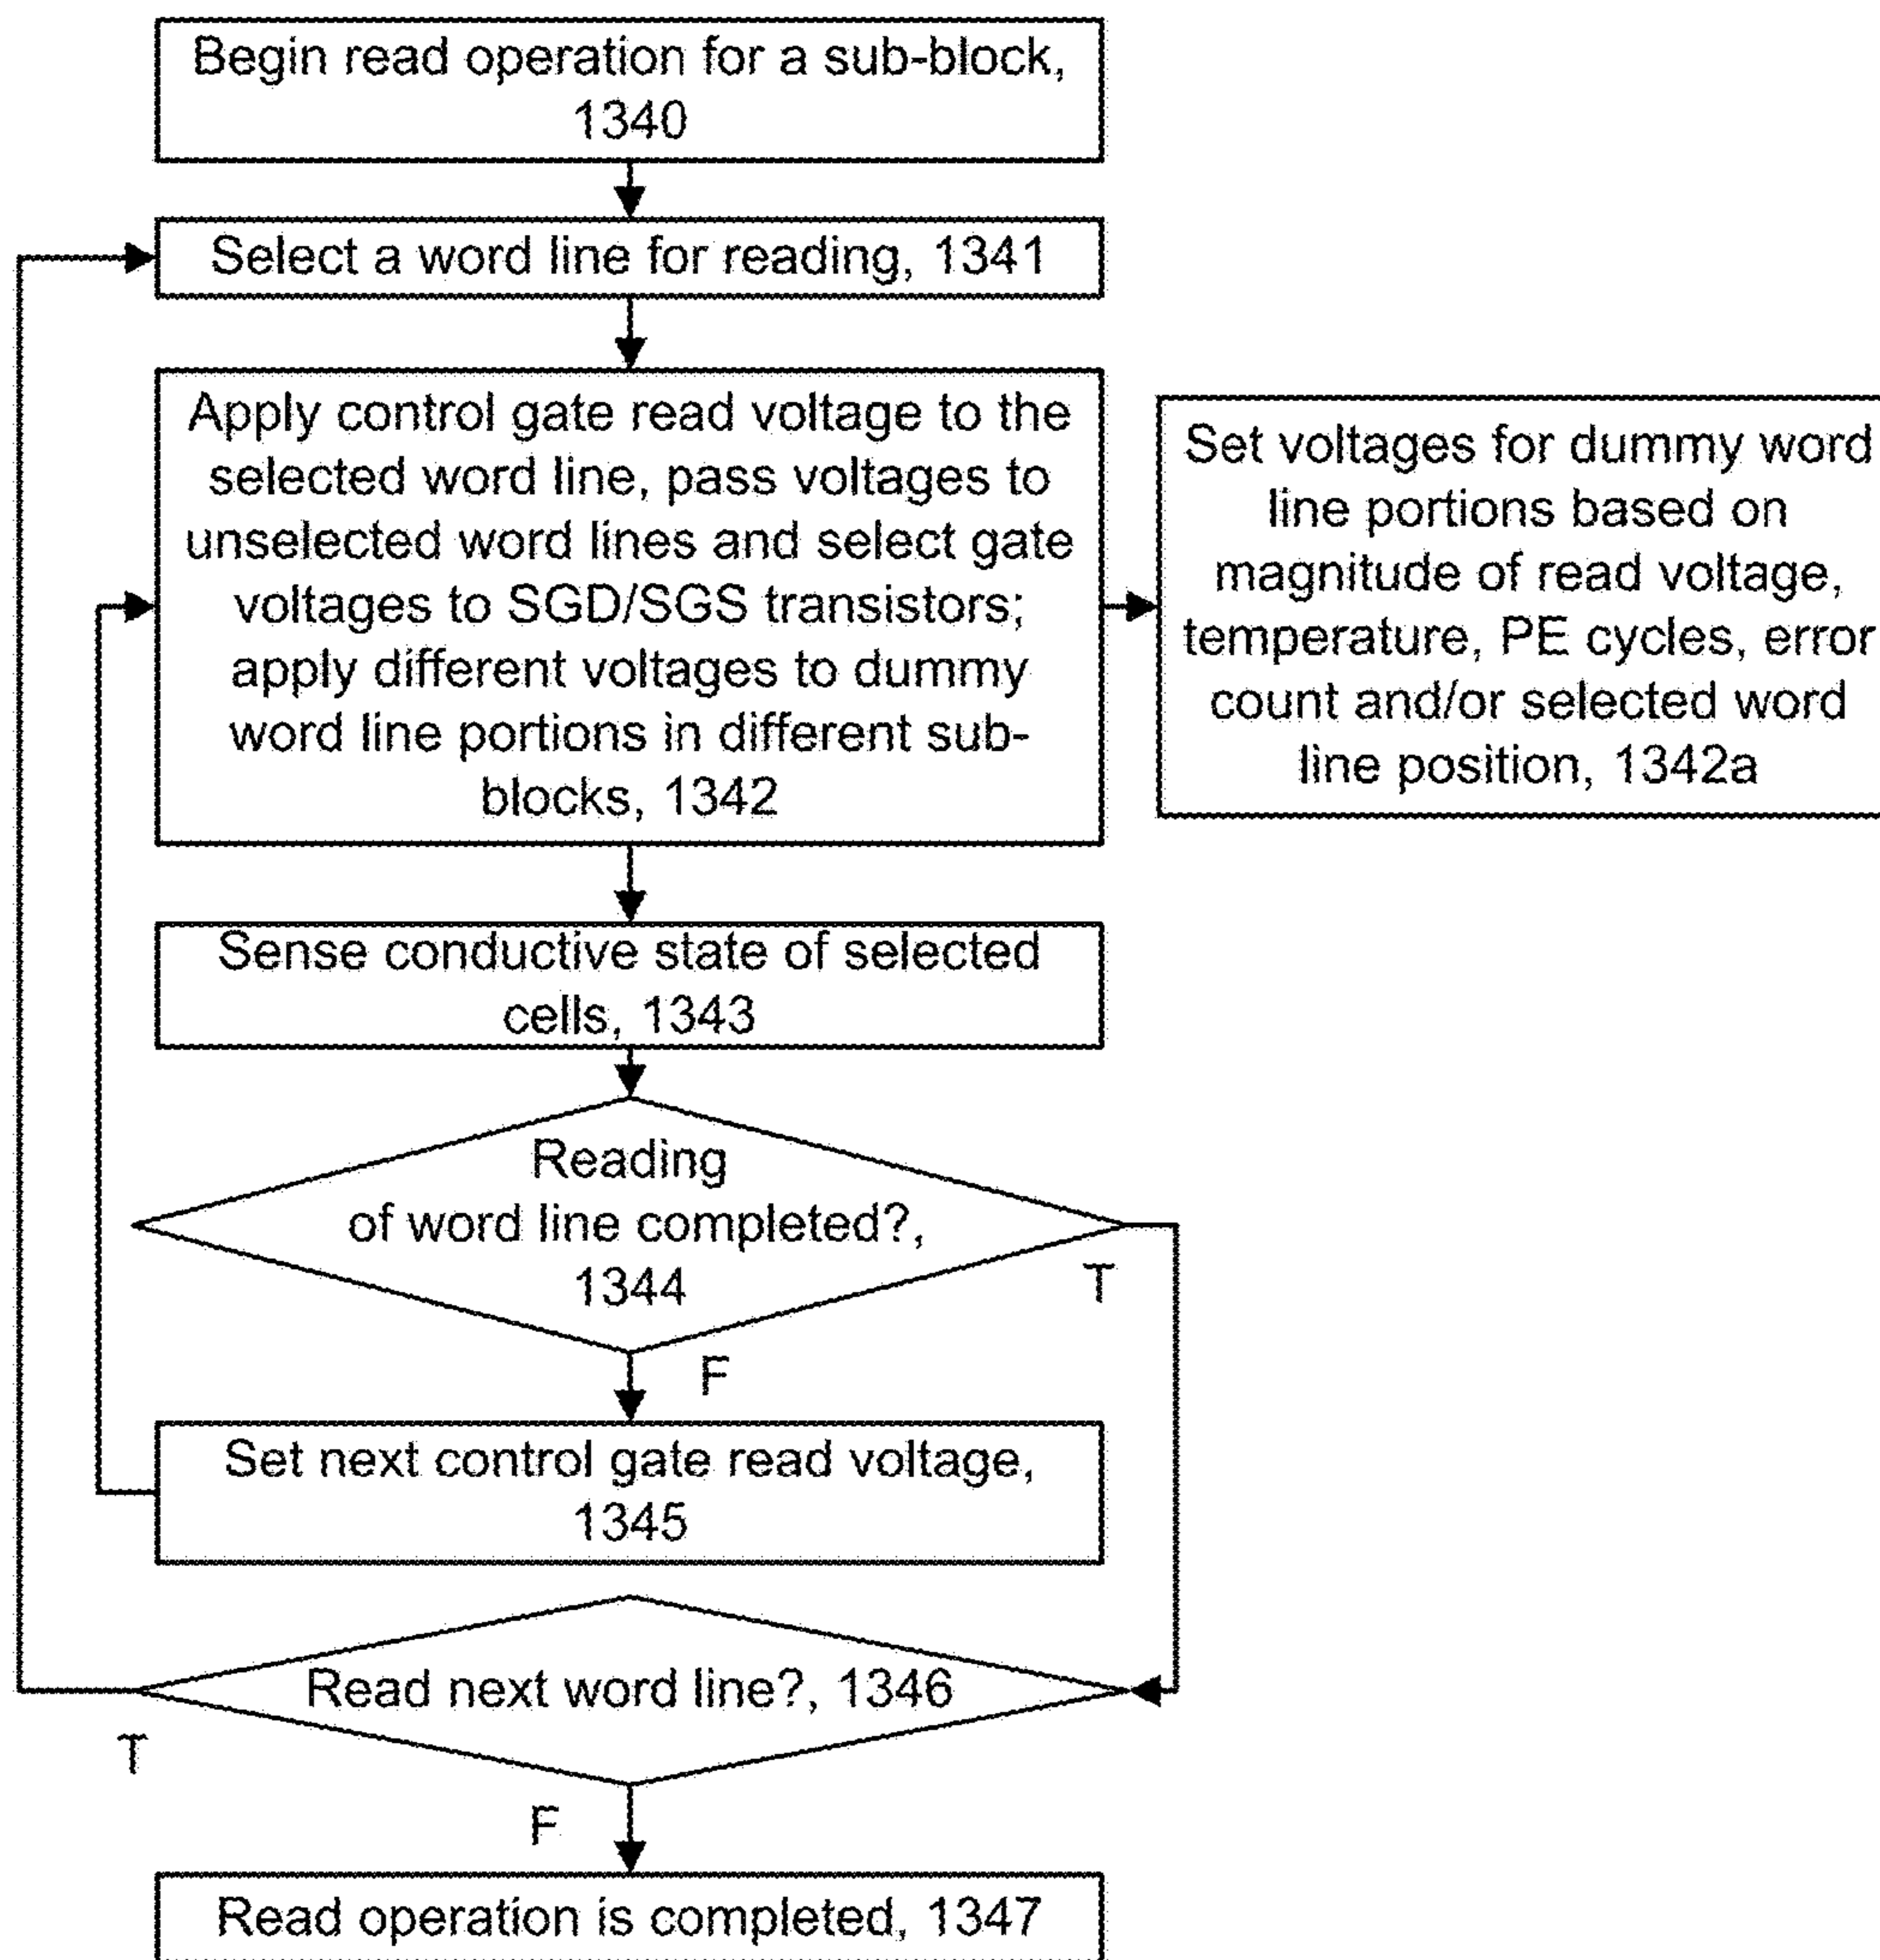 Begin read operation for a sub-block,
1340
Select a word line for reading, 1341
Apply control gate read voltage to the
selected word line, pass voltages to
unselected word lines and select gate
voltages to SGD/SGS transistors;
apply different voltages to dummy
word line portions in different sub-
blocks, 1342
Set voltages for dummy word
line portions based on
magnitude of read voltage,
temperature, PE cycles, error
count and/or selected word
line position, 1342a
Sense conductive state of selected
cells, 1343
Reading
of word line completed?,
1344
T
F
Set next control gate read voltage,
1345
Read next word line?, 1346
T
F
Read operation is completed, 1347